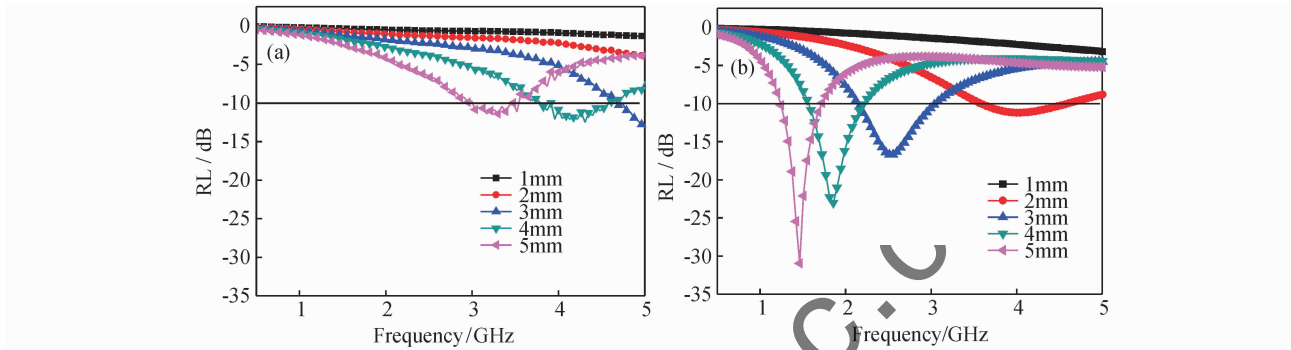 0
-5
-10
-15
-20
-25
-30
-35
RL / dB
(a)
1mm
2mm
3mm
4mm
5mm
1 2 3 4 5
Frequency/GHz
0
-5
-10
-15
-20
-25
-30
-35
RL / dB
(b)
1mm
2mm
3mm
4mm
5mm
1 2 3 4 5
Frequency/GHz
C.C